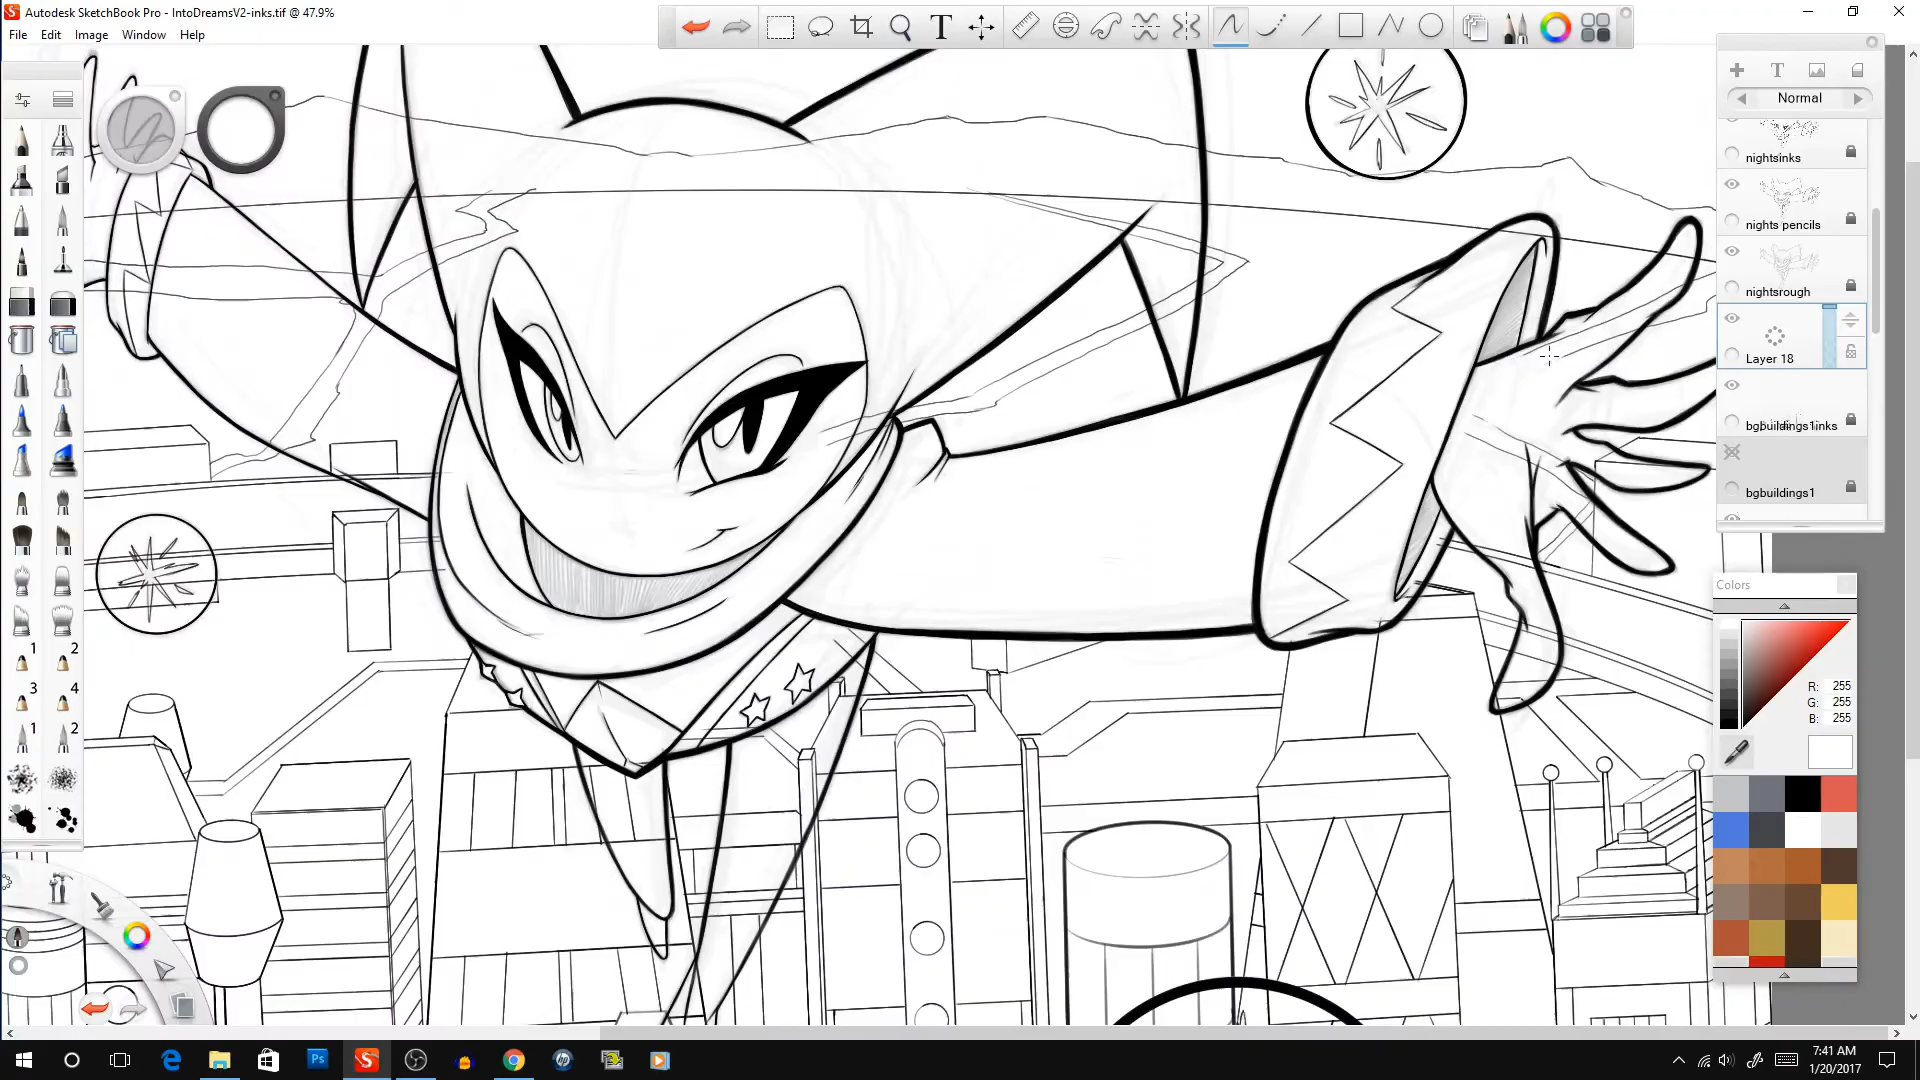 Autodesk SketchBook Pro - IntoDreamsV2-inks.tif @ 47.9%
File Edit Image Window Help
T
T
Normal
nightsinks
nights pencils
nightsrough
Layer 18
bgbuildings1inks
bgbuildings1
Colors
R: 255
G: 255
B: 255
1 2
3 4
1 2
Ps
7:41 AM
1/20/2017